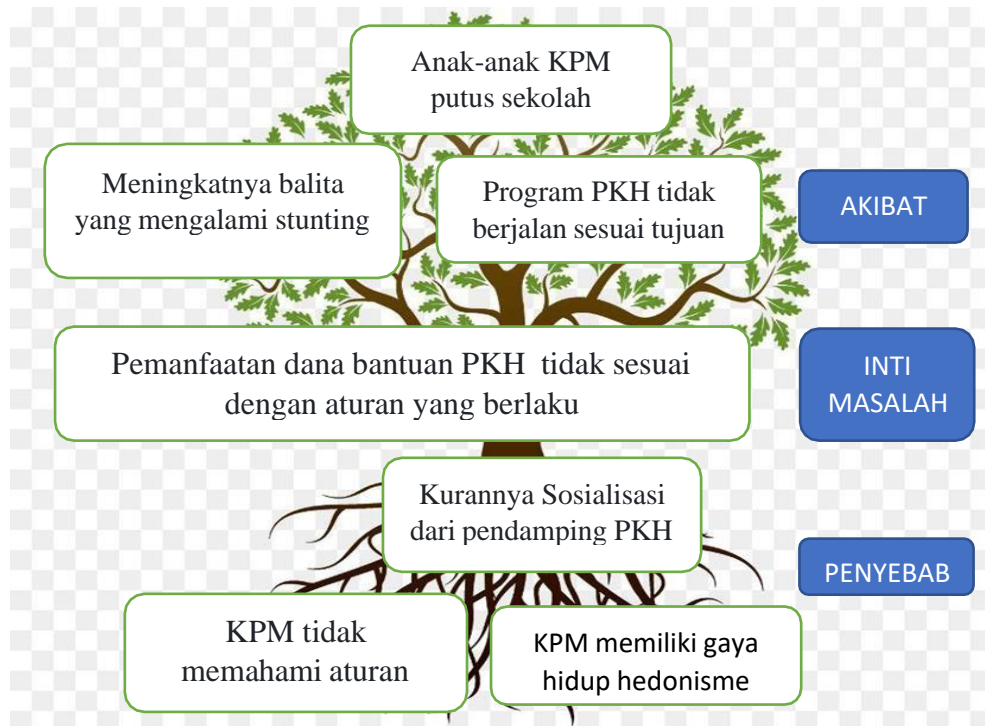 Anak-anak KPM
putus sekolah
Meningkatnya balita
yang mengalami stunting
Program PKH tidak
berjalan sesuai tujuan
AKIBAT
Pemanfaatan dana bantuan PKH tidak sesuai
dengan aturan yang berlaku
INTI
MASALAH
Kurannya Sosialisasi
dari pendamping PKH
PENYEBAB
KPM tidak
memahami aturan
KPM memiliki gaya
hidup hedonisme